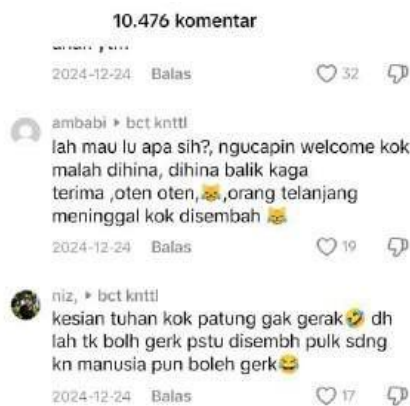 10.476 komentar
2024-12-24 Balas 32
ambabi ▸ bct knttl
lah mau lu apa sih?, ngucapin welcome kok
malah dihina, dihina balik kaga
terima ,oten oten,😹,orang telanjang
meninggal kok disembah 😹
2024-12-24 Balas 19
niz, ▸ bct knttl
kesian tuhan kok patung gak gerak🤣 dh
lah tk bolh gerk pstu disembh pulk sdng
kn manusia pun boleh gerk😂
2024-12-24 Balas 17